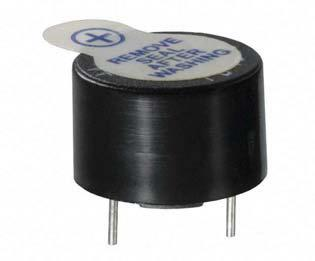 +
REMOVE
SEAL
AFTER
WASHING